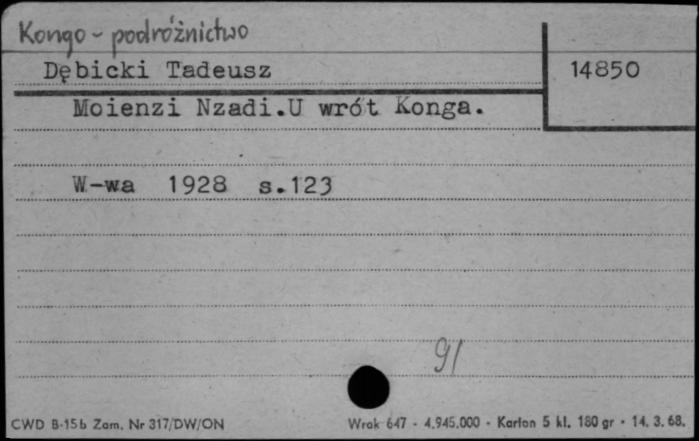 Kongo - podróżnictwo
Dębicki Tadeusz 14850
Moienzi Nzadi.U wrót Konga.
W-wa 1928 s.123
91
CWD B-15b Zam. Nr 317/DW/ON Wrak 647 - 4.945.000 - Karton 5 kl. 180 gr - 14. 3. 68.